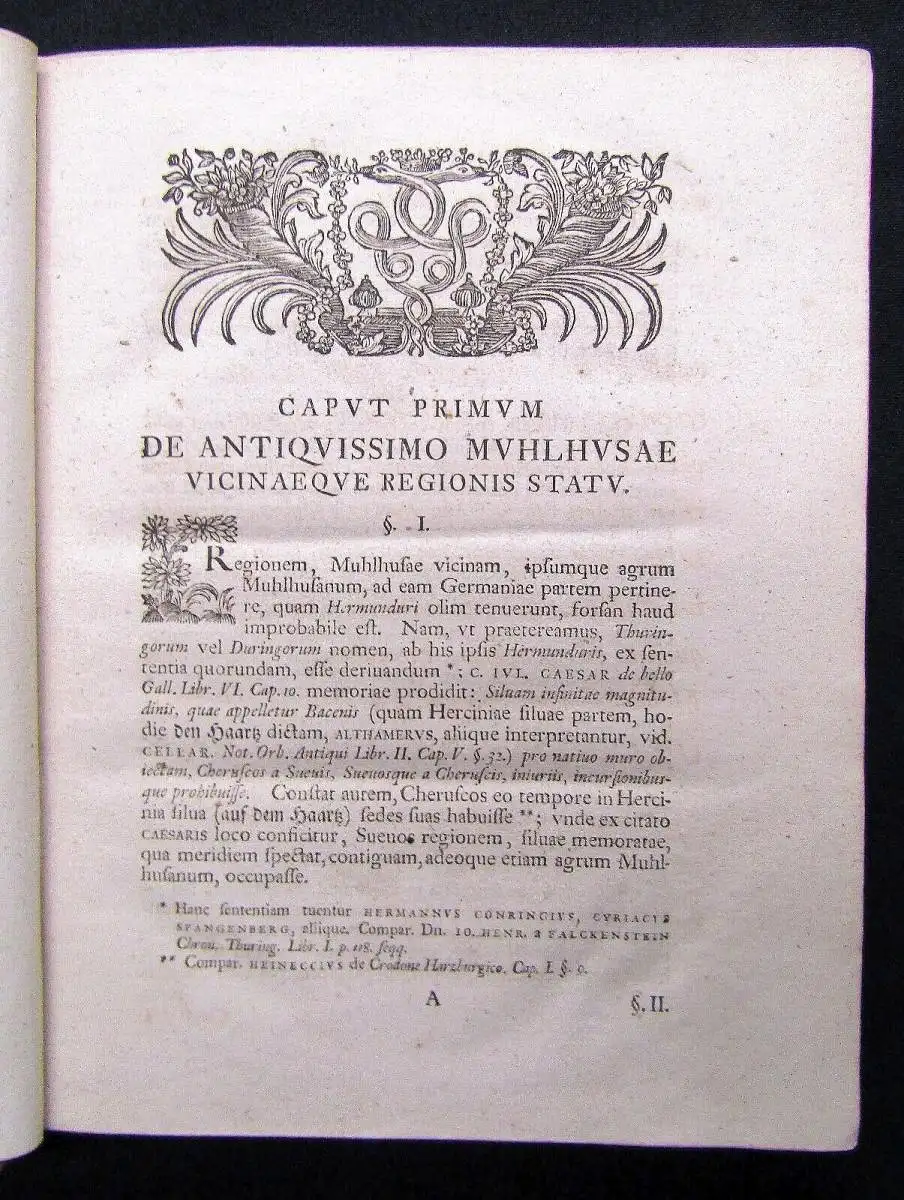 CAPVT PRIMVM
DE ANTIQVISSIMO MVHLHVSAE
VICINAEQVE REGIONIS STATV.
§. I.
Regionem, Muhlhuſae vicinam, ipſumque agrum
Muhlhuſanum, ad eam Germaniae partem pertine-
re, quam Hermunduri olim tenuerunt, forſan haud
improbabile eſt. Nam, vt praetereamus, Thurin-
gorum vel Duringorum nomen, ab his ipſis Hermunduris, ex ſen-
tentia quorundam, eſſe deriuandum *; C. IVL. CAESAR de bello
Gall. Libr. VI. Cap. 10. memoriae prodidit: Siluam infinitae magnitu-
dinis, quae appelletur Bacenis (quam Herciniae ſiluae partem, ho-
die den Haartz dictam, ALTHAMERVS, aliique interpretantur, vid.
CELLAR. Not. Orb. Antiqui Libr. II. Cap. V. §. 32.) pro natiuo muro ob-
iectam, Cheruſcos a Sueuis, Sueuosque a Cheruſcis, iniuriis, incurſionibus-
que prohibuiſſe. Conſtat autem, Cheruſcos eo tempore in Herci-
nia ſilua (auf dem Haartz) ſedes ſuas habuiſſe **; vnde ex citato
CAESARIS loco conficitur, Sueuos regionem, ſiluae memoratae,
qua meridiem ſpectat, contiguam, adeoque etiam agrum Muhl-
huſanum, occupaſſe.
* Hanc ſententiam tuentur HERMANNVS CONRINGIVS, CYRIACVS
SPANGENBERG, aliique. Compar. Dn. IO. HENR. a FALCKENSTEIN
Chron. Thuring. Libr. I. p. 118. ſeqq.
** Compar. HEINECCIVS de Crodone Harzburgico. Cap. I. §. 9.
A §. II.